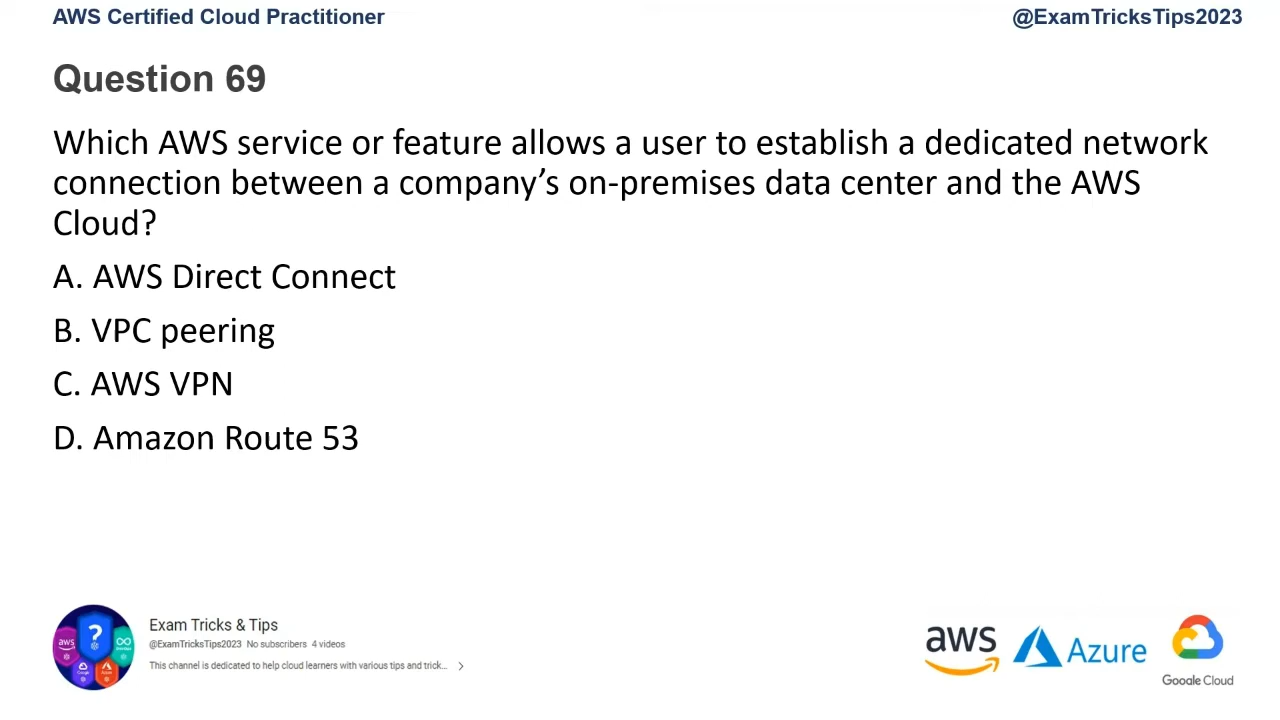 AWS Certified Cloud Practitioner
@ExamTricksTips2023
Question 69
Which AWS service or feature allows a user to establish a dedicated network
connection between a company’s on-premises data center and the AWS
Cloud?
A. AWS Direct Connect
B. VPC peering
C. AWS VPN
D. Amazon Route 53
Exam Tricks & Tips
@ExamTricksTips2023 No subscribers 4 videos
This channel is dedicated to help cloud learners with various tips and trick...
aws
?
aws
Google
aws
Azure
Google Cloud